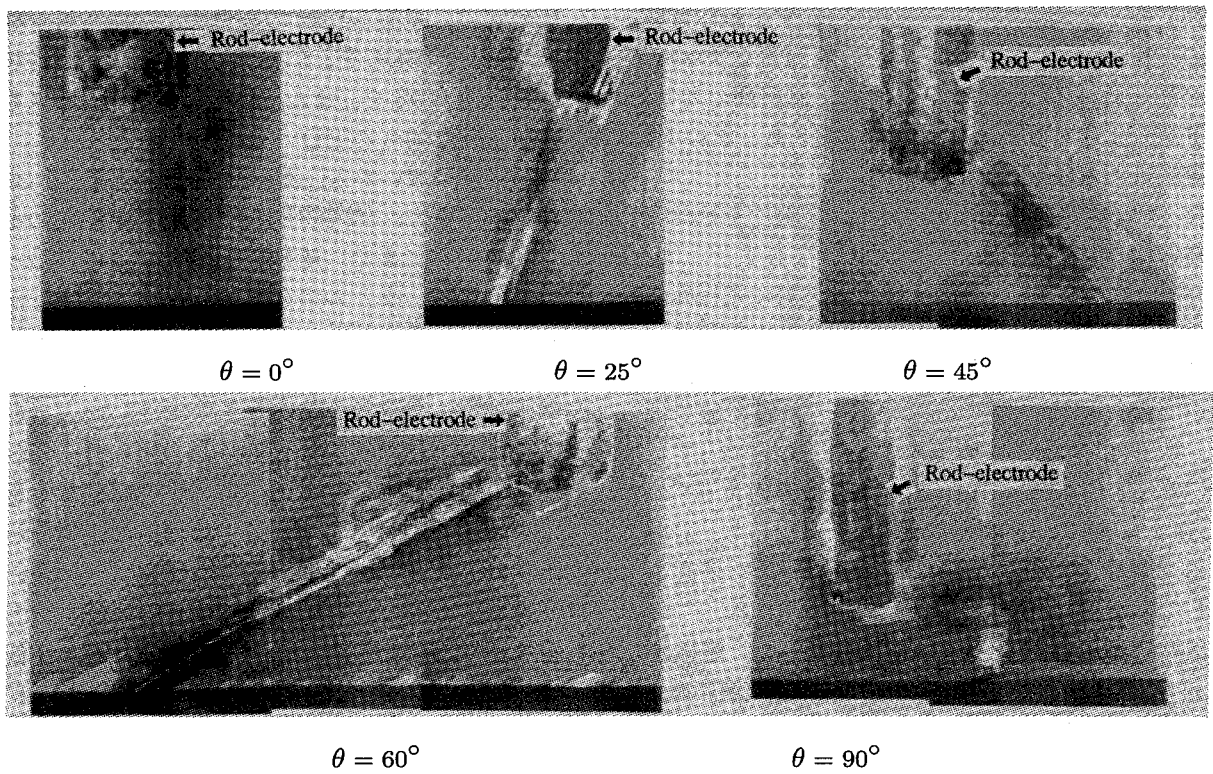 Rod-electrode
Rod-electrode
Rod-electrode
θ = 0°
θ = 25°
θ = 45°
Rod-electrode
Rod-electrode
θ = 60°
θ = 90°